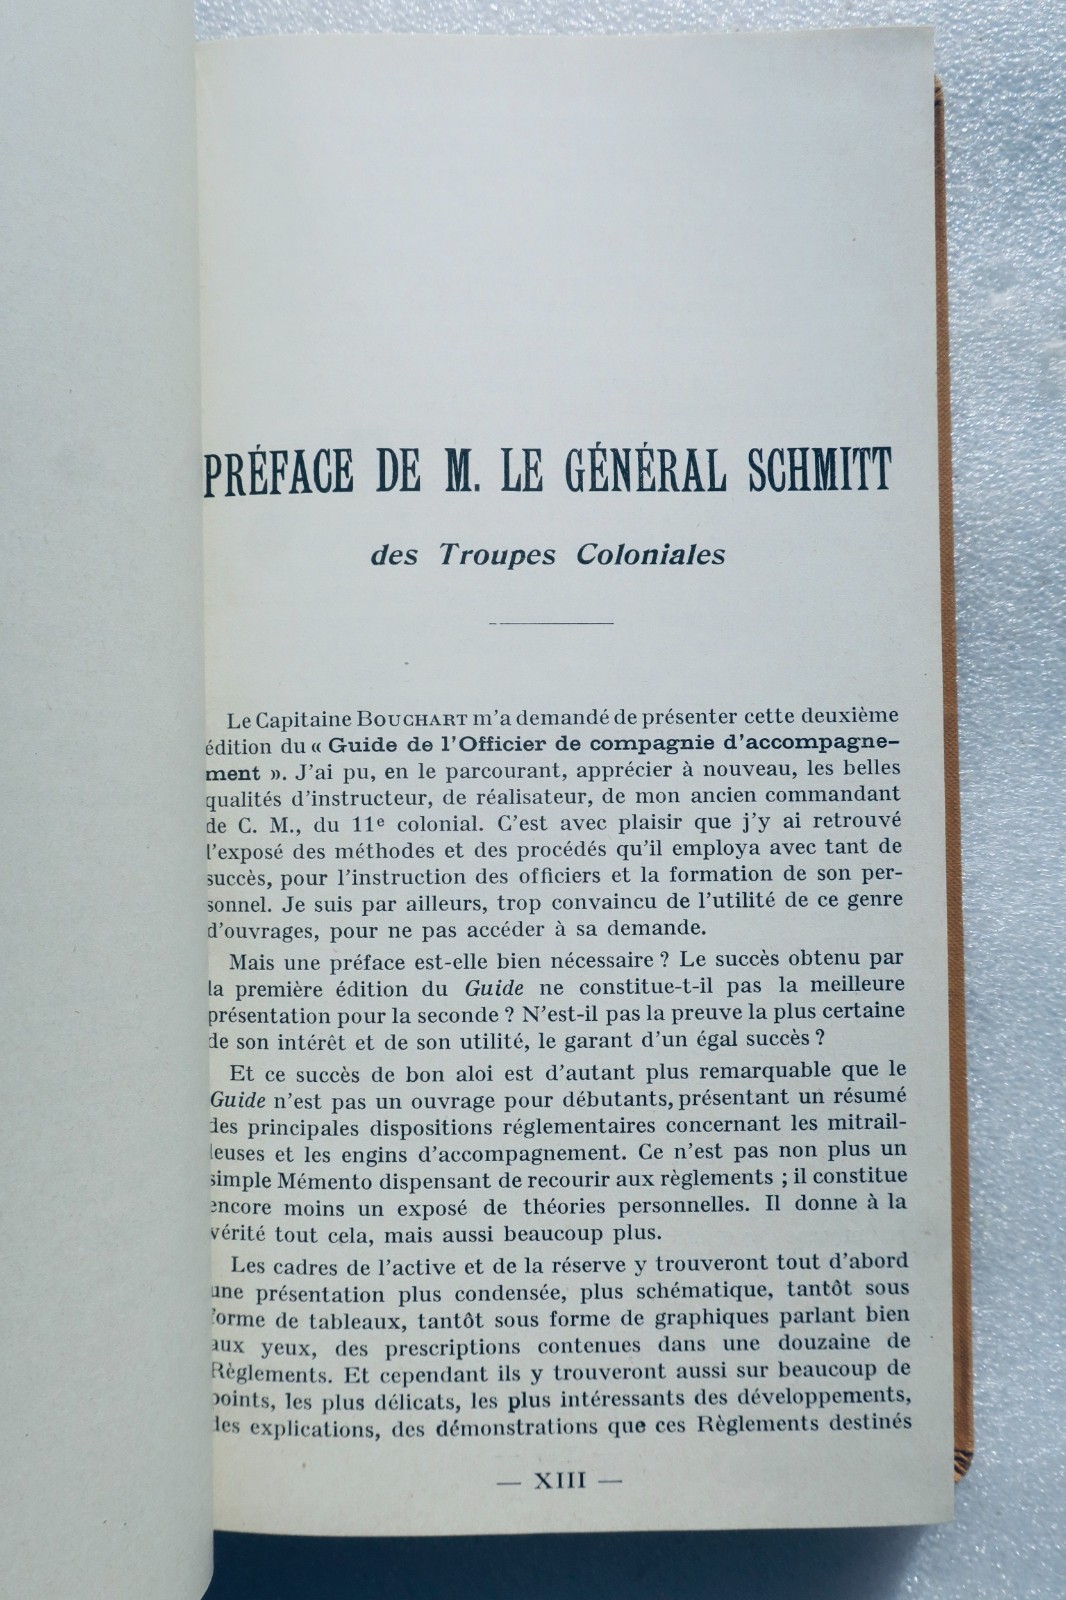 PRÉFACE DE M. LE GÉNÉRAL SCHMITT
des Troupes Coloniales
Le Capitaine BOUCHART m'a demandé de présenter cette deuxième
édition du « Guide de l'Officier de compagnie d'accompagne-
ment ». J'ai pu, en le parcourant, apprécier à nouveau, les belles
qualités d'instructeur, de réalisateur, de mon ancien commandant
de C. M., du 11e colonial. C'est avec plaisir que j'y ai retrouvé
l'exposé des méthodes et des procédés qu'il employa avec tant de
succès, pour l'instruction des officiers et la formation de son per-
sonnel. Je suis par ailleurs, trop convaincu de l'utilité de ce genre
d'ouvrages, pour ne pas accéder à sa demande.
Mais une préface est-elle bien nécessaire ? Le succès obtenu par
la première édition du Guide ne constitue-t-il pas la meilleure
présentation pour la seconde ? N'est-il pas la preuve la plus certaine
de son intérêt et de son utilité, le garant d'un égal succès ?
Et ce succès de bon aloi est d'autant plus remarquable que le
Guide n'est pas un ouvrage pour débutants, présentant un résumé
des principales dispositions réglementaires concernant les mitrail-
leuses et les engins d'accompagnement. Ce n'est pas non plus un
simple Mémento dispensant de recourir aux règlements ; il constitue
encore moins un exposé de théories personnelles. Il donne à la
vérité tout cela, mais aussi beaucoup plus.
Les cadres de l'active et de la réserve y trouveront tout d'abord
une présentation plus condensée, plus schématique, tantôt sous
forme de tableaux, tantôt sous forme de graphiques parlant bien
aux yeux, des prescriptions contenues dans une douzaine de
Règlements. Et cependant ils y trouveront aussi sur beaucoup de
points, les plus délicats, les plus intéressants des développements,
des explications, des démonstrations que ces Règlements destinés
— XIII —